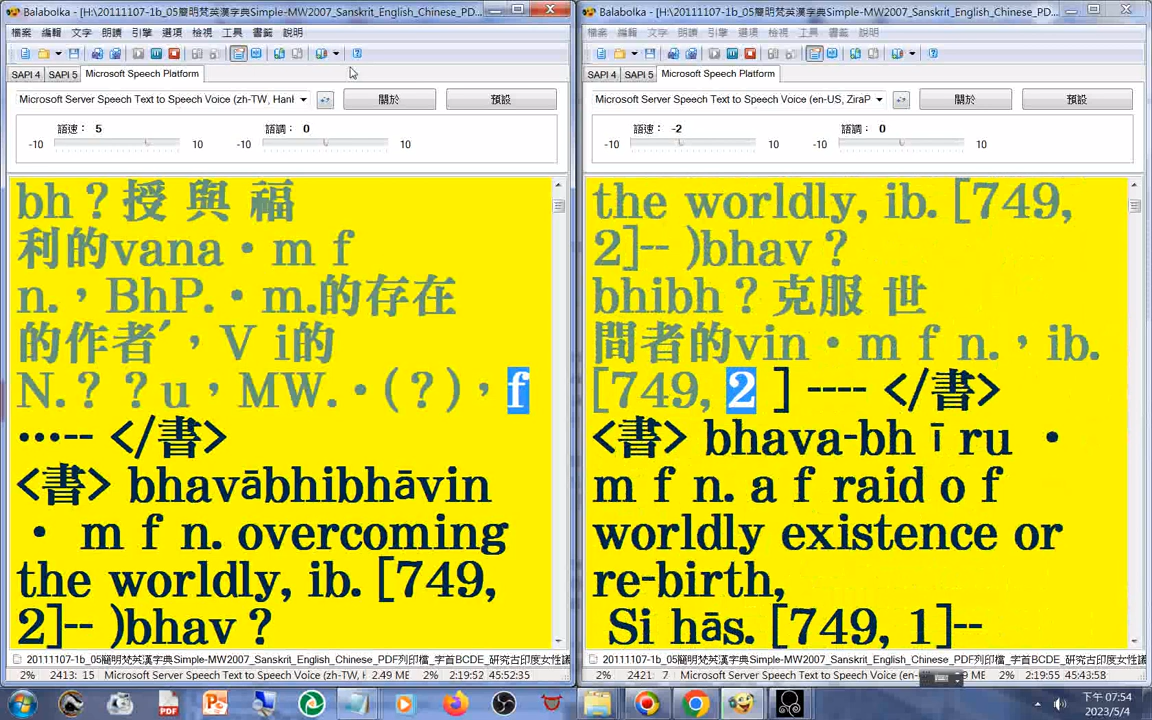 Balabolka - [H:\20111107-1b_05簡明梵英漢字典Simple-MW2007_Sanskrit_English_Chinese_PD...
檔案 編輯 文字 朗讀 引擎 選項 檢視 工具 書籤 說明
SAPI 4 SAPI 5 Microsoft Speech Platform
Microsoft Server Speech Text to Speech Voice (zh-TW, HanH
關於 預設
語速： 5 語調： 0
-10 10 -10 10
bh？授 與 福
利的vana・m f
n.，BhP.・m.的存在
的作者′，V i的
N.？？u，MW.・(？)，f
…-- </書>
<書> bhavābhibhāvin
・ m f n. overcoming
the worldly, ib. [749,
2]-- )bhav？
20111107-1b_05簡明梵英漢字典Simple-MW2007_Sanskrit_English_Chinese_PDF列印檔_字首BCDE_研究古印度女性議
2% 2413: 15 Microsoft Server Speech Text to Speech Voice (zh-TW, H 2.49 ME 2% 2:19:52 45:52:35
Balabolka - [H:\20111107-1b_05簡明梵英漢字典Simple-MW2007_Sanskrit_English_Chinese_PD...
檔案 編輯 文字 朗讀 引擎 選項 檢視 工具 書籤 說明
SAPI 4 SAPI 5 Microsoft Speech Platform
Microsoft Server Speech Text to Speech Voice (en-US, ZiraP
關於 預設
語速： -2 語調： 0
-10 10 -10 10
the worldly, ib. [749,
2]-- )bhav？
bhibh？克服 世
間者的vin・m f n.，ib.
[749, 2 ] ---- </書>
<書> bhava-bh ī ru ・
m f n. a f raid o f
worldly existence or
re-birth,
Si hās. [749, 1]--
20111107-1b_05簡明梵英漢字典Simple-MW2007_Sanskrit_English_Chinese_PDF列印檔_字首BCDE_研究古印度女性議
2% 2421: 7 Microsoft Server Speech Text to Speech Voice (en-U 2% 2:19:55 45:43:58
下午 07:54
2023/5/4